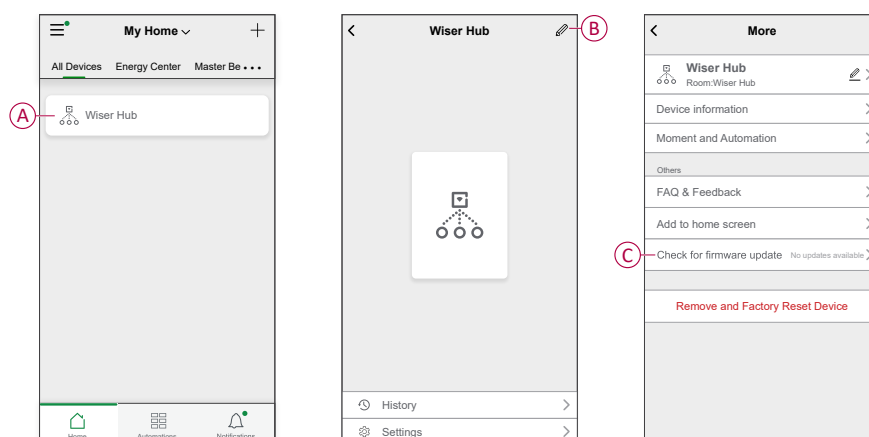 My Home
All Devices Energy Center Master Be
A
Wiser Hub
Home Automations Notifications
Wiser Hub
B
History
Settings
More
Wiser Hub
Room:Wiser Hub
Device information
Moment and Automation
Others
FAQ & Feedback
Add to home screen
C
Check for firmware update No updates available
Remove and Factory Reset Device